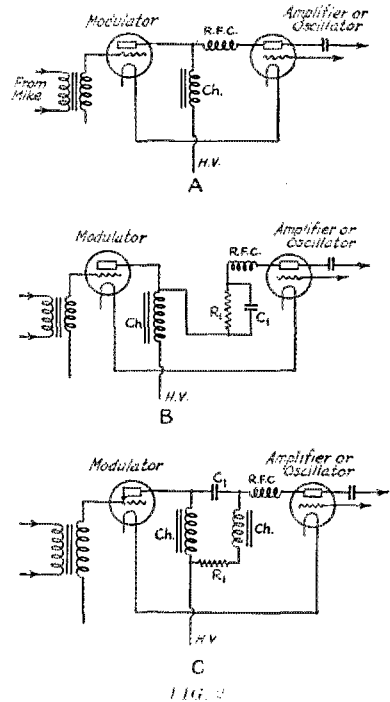 Modulator
Amplifier or
Oscillator
R.F.C.
From
Mike
Ch.
H.V.
A
Modulator
Amplifier or
Oscillator
R.F.C.
Ch.
R1
C1
H.V.
B
Modulator
Amplifier or
Oscillator
C1
R.F.C.
Ch.
Ch.
R1
H.V
C
FIG.